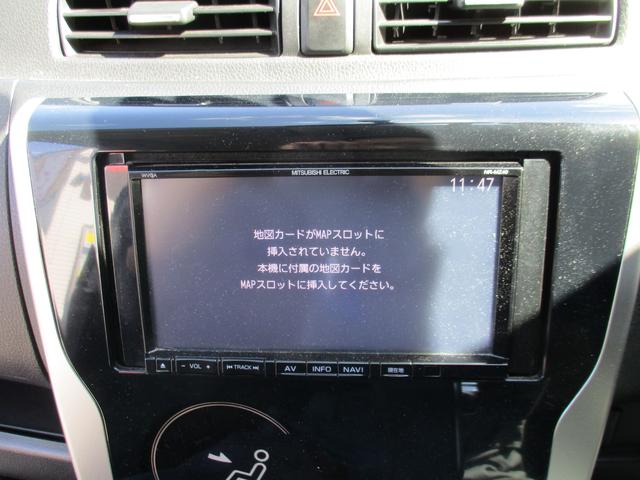 WVGA
MITSUBISHI ELECTRIC
NR-MZ40
11:47
地図カードがMAPスロットに
挿入されていません。
本機に付属の地図カードを
MAPスロットに挿入してください。
− VOL +
TRACK
AV
INFO
NAVI
現在地